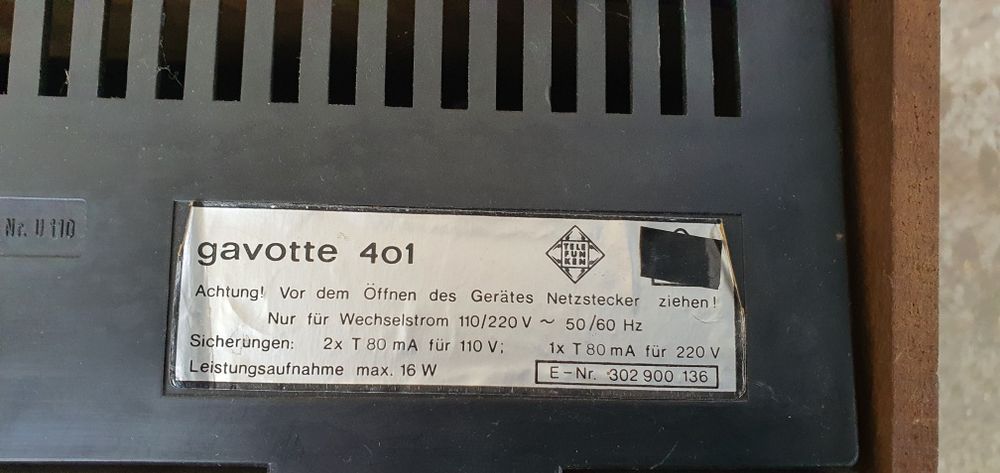 Nr. U 110
gavotte 401
TELE
FUN
KEN
Achtung! Vor dem Öffnen des Gerätes Netzstecker ziehen!
Nur für Wechselstrom 110/220 V ~ 50/60 Hz
Sicherungen: 2x T 80 mA für 110 V; 1x T 80 mA für 220 V
Leistungsaufnahme max. 16 W
E-Nr. 302 900 136